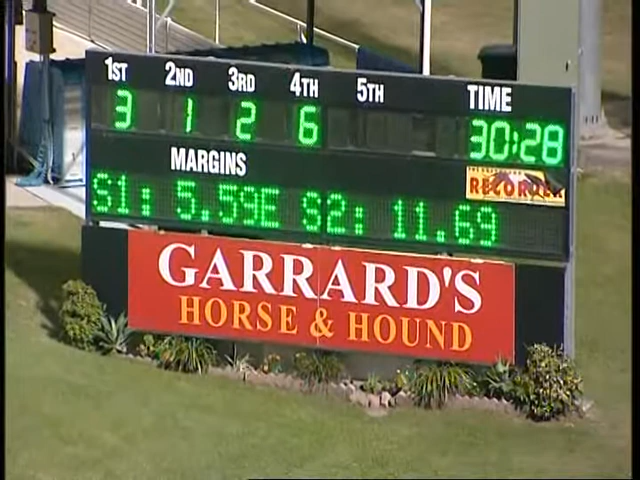 1ST 2ND 3RD 4TH 5TH TIME
3 1 2 6 30:28
MARGINS
RECORDER
S1: 5.59E S2: 11.69
GARRARD'S
HORSE & HOUND